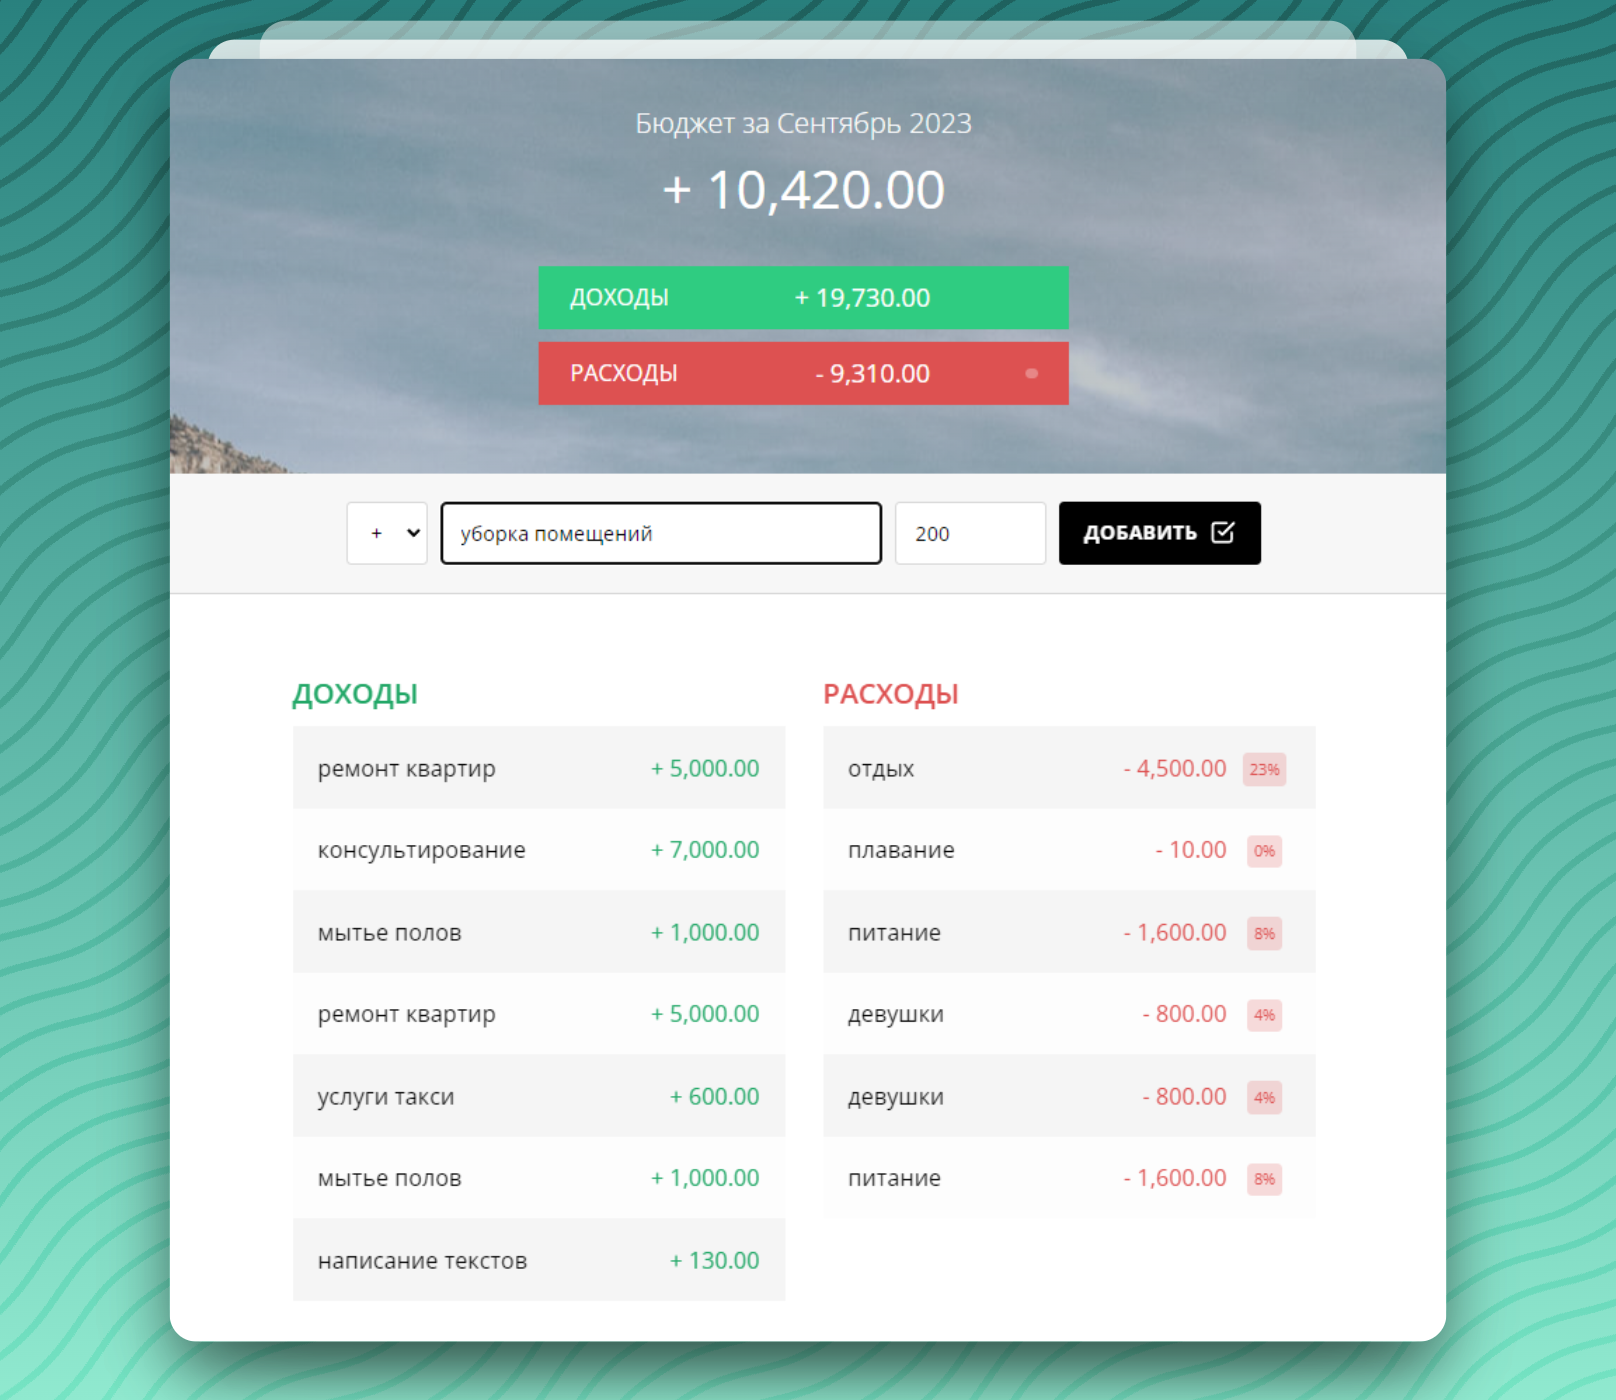 Бюджет за Сентябрь 2023
+ 10,420.00
ДОХОДЫ + 19,730.00
РАСХОДЫ - 9,310.00
+ уборка помещений 200 ДОБАВИТЬ
ДОХОДЫ
ремонт квартир + 5,000.00
консультирование + 7,000.00
мытье полов + 1,000.00
ремонт квартир + 5,000.00
услуги такси + 600.00
мытье полов + 1,000.00
написание текстов + 130.00
РАСХОДЫ
отдых - 4,500.00 23%
плавание - 10.00 0%
питание - 1,600.00 8%
девушки - 800.00 4%
девушки - 800.00 4%
питание - 1,600.00 8%